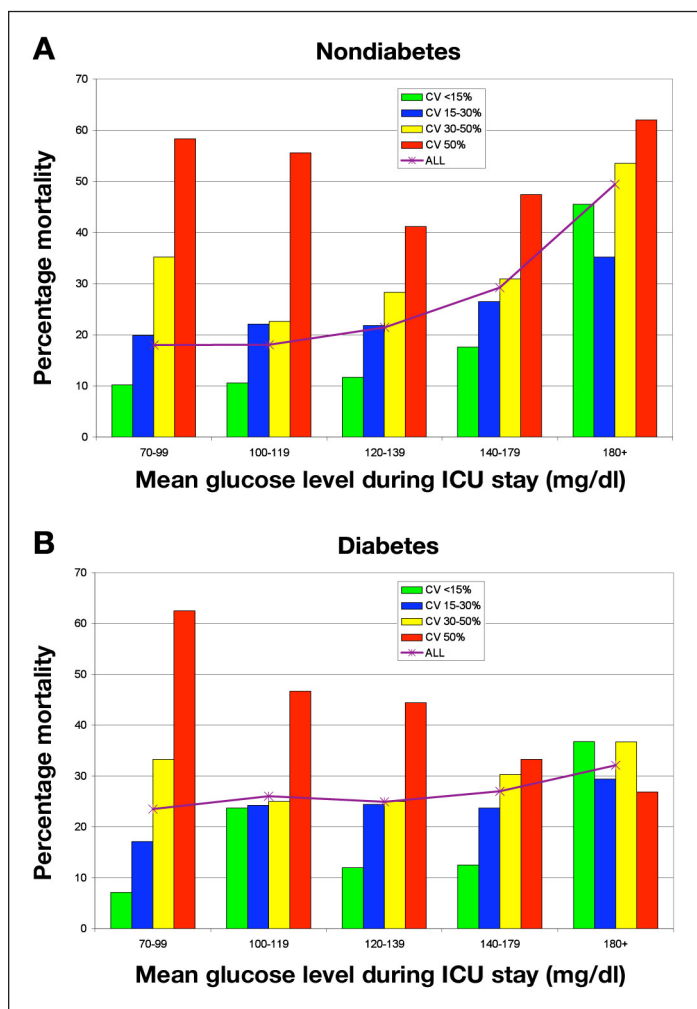 A
Nondiabetes
Percentage mortality
70
60
50
40
30
20
10
0
CV <15%
CV 15-30%
CV 30-50%
CV 50%
ALL
70-99 100-119 120-139 140-179 180+
Mean glucose level during ICU stay (mg/dl)
B
Diabetes
Percentage mortality
70
60
50
40
30
20
10
0
CV <15%
CV 15-30%
CV 30-50%
CV 50%
ALL
70-99 100-119 120-139 140-179 180+
Mean glucose level during ICU stay (mg/dl)